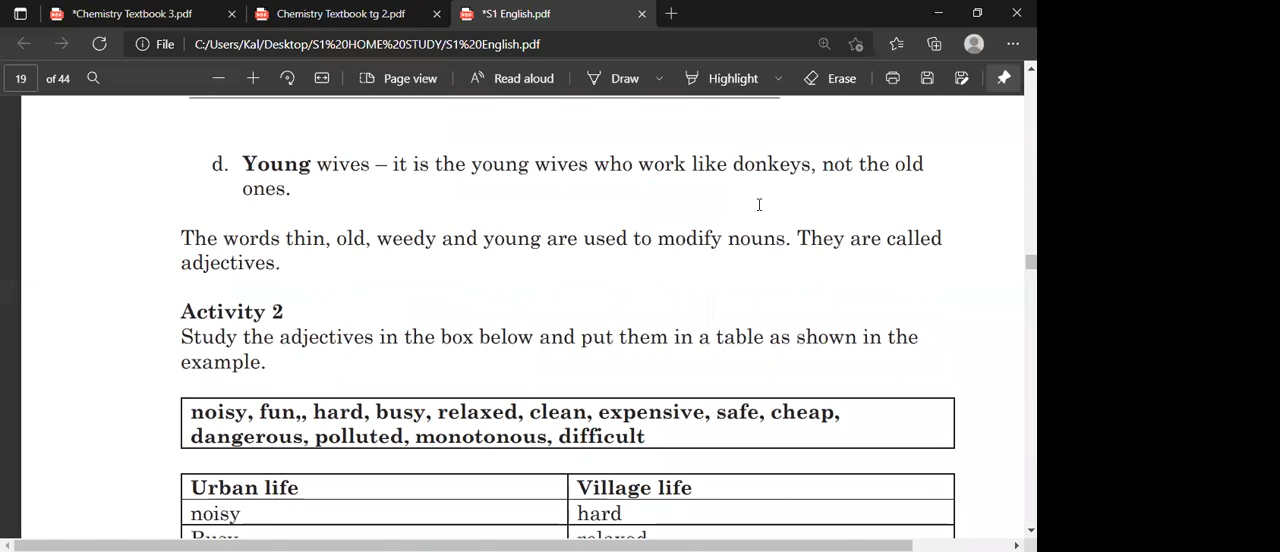 *Chemistry Textbook 3.pdf
Chemistry Textbook tg 2.pdf
*S1 English.pdf
File
C:/Users/Kal/Desktop/S1%20HOME%20STUDY/S1%20English.pdf
19 of 44
Page view
Read aloud
Draw
Highlight
Erase
d. Young wives – it is the young wives who work like donkeys, not the old
ones.
The words thin, old, weedy and young are used to modify nouns. They are called
adjectives.
Activity 2
Study the adjectives in the box below and put them in a table as shown in the
example.
noisy, fun,, hard, busy, relaxed, clean, expensive, safe, cheap,
dangerous, polluted, monotonous, difficult
Urban life Village life
noisy hard
Busy relaxed